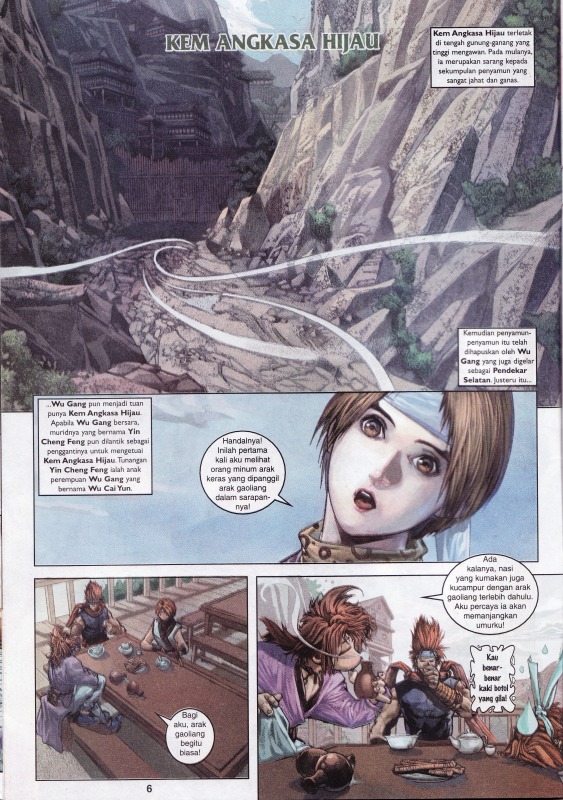 KEM ANGKASA HIJAU
Kem Angkasa Hijau terletak
di tengah gunung-ganang yang
tinggi mengawan. Pada mulanya,
ia merupakan sarang kepada
sekumpulan penyamun yang
sangat jahat dan ganas.
Kemudian penyamun-
penyamun itu telah
dihapuskan oleh Wu
Gang yang juga digelar
sebagai Pendekar
Selatan. Justeru itu...
...Wu Gang pun menjadi tuan
punya Kem Angkasa Hijau.
Apabila Wu Gang bersara,
muridnya yang bernama Yin
Cheng Feng pun dilantik sebagai
penggantinya untuk mengetuai
Kem Angkasa Hijau. Tunangan
Yin Cheng Feng ialah anak
perempuan Wu Gang yang
bernama Wu Cai Yun.
Handalnya!
Inilah pertama
kali aku melihat
orang minum arak
keras yang dipanggil
arak gaoliang
dalam sarapan-
nya!
Bagi
aku, arak
gaoliang
begitu
biasa!
Ada
kalanya, nasi
yang kumakan juga
kucampur dengan arak
gaoliang terlebih dahulu.
Aku percaya ia akan
memanjangkan
umurku!
Kau
benar-
benar
kaki botol
yang gila!
6